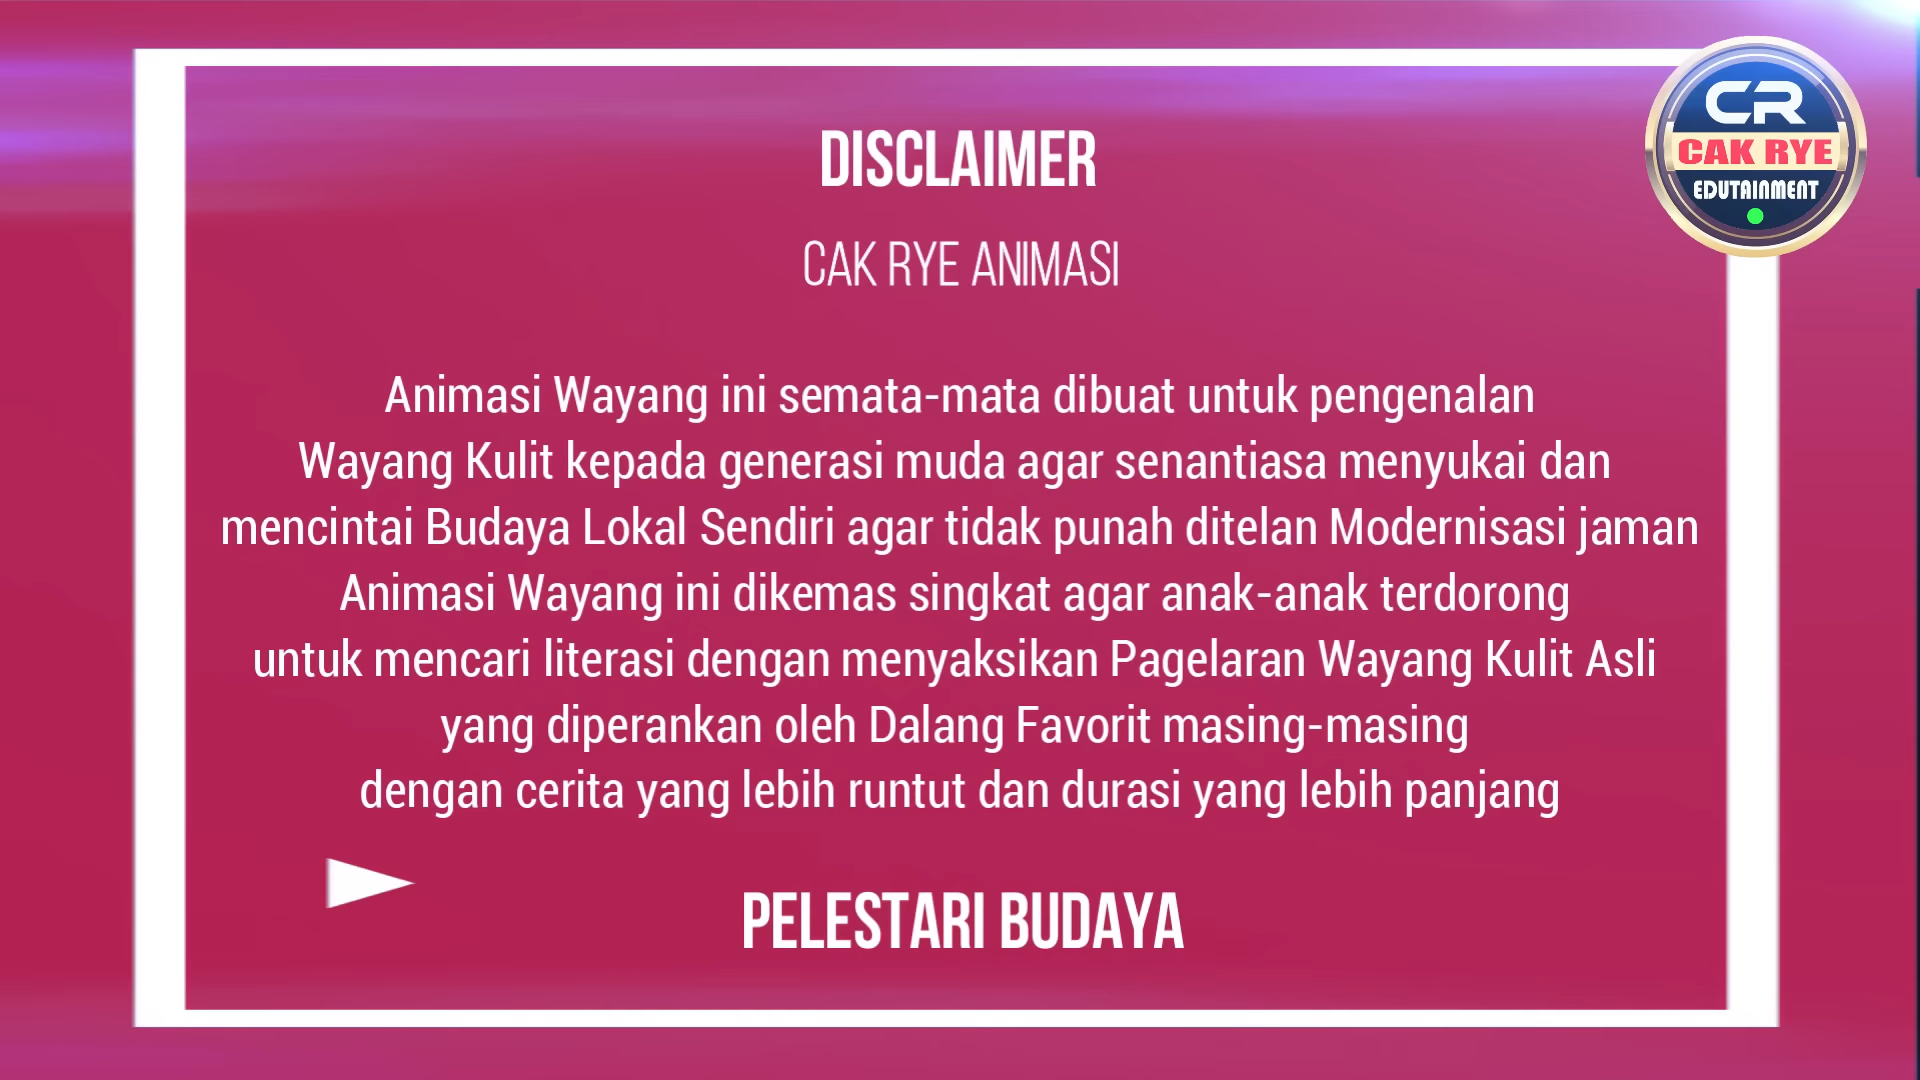 CR
CAK RYE
EDUTAINMENT
DISCLAIMER
CAK RYE ANIMASI
Animasi Wayang ini semata-mata dibuat untuk pengenalan
Wayang Kulit kepada generasi muda agar senantiasa menyukai dan
mencintai Budaya Lokal Sendiri agar tidak punah ditelan Modernisasi jaman
Animasi Wayang ini dikemas singkat agar anak-anak terdorong
untuk mencari literasi dengan menyaksikan Pagelaran Wayang Kulit Asli
yang diperankan oleh Dalang Favorit masing-masing
dengan cerita yang lebih runtut dan durasi yang lebih panjang
PELESTARI BUDAYA